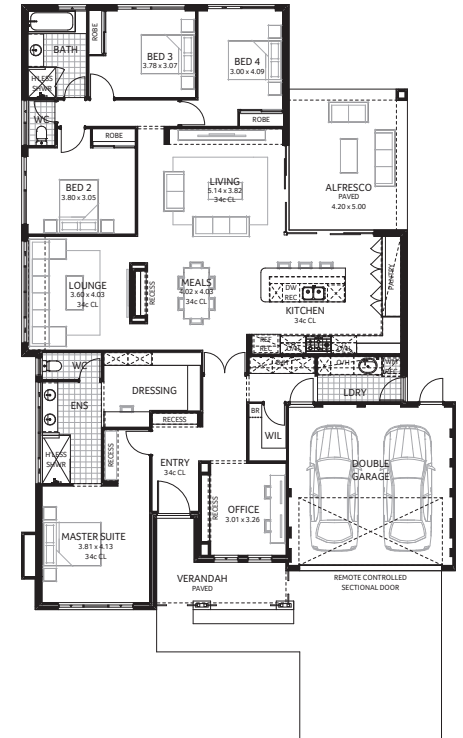 ROBE
BATH
BED 3
3.78 x 3.07
BED 4
3.00 x 4.09
H'LESS
SHWR
WC
ROBE
ROBE
BED 2
3.80 x 3.05
LIVING
5.14 x 3.82
34c CL
ALFRESCO
PAVED
4.20 x 5.00
LOUNGE
3.60 x 4.03
34c CL
RECESS
MEALS
4.02 x 4.03
34c CL
DW
REC
KITCHEN
34c CL
PANTRY
REF
REC
WC
DRESSING
ENS
LDRY
RECESS
BR
WIL
H'LESS
SHWR
RECESS
ENTRY
34c CL
DOUBLE
GARAGE
RECESS
OFFICE
3.01 x 3.26
MASTER SUITE
3.81 x 4.13
34c CL
VERANDAH
PAVED
REMOTE CONTROLLED
SECTIONAL DOOR